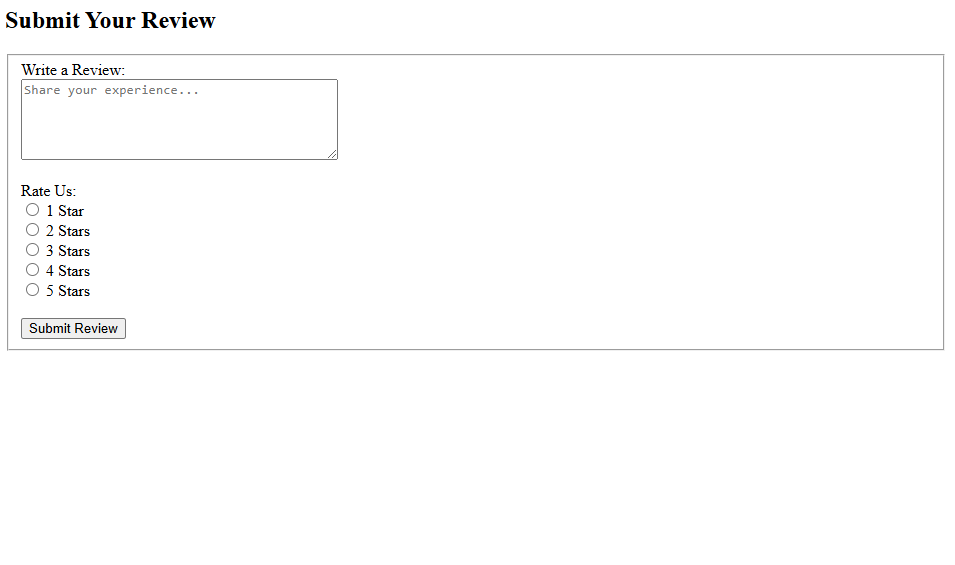 Submit Your Review
Write a Review:
Share your experience...
Rate Us:
1 Star
2 Stars
3 Stars
4 Stars
5 Stars
Submit Review